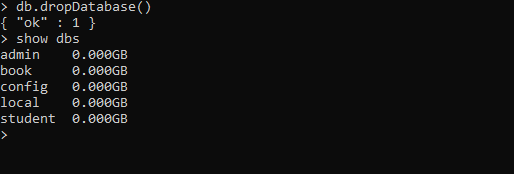 > db.dropDatabase()
{ "ok" : 1 }
> show dbs
admin    0.000GB
book     0.000GB
config   0.000GB
local    0.000GB
student  0.000GB
>